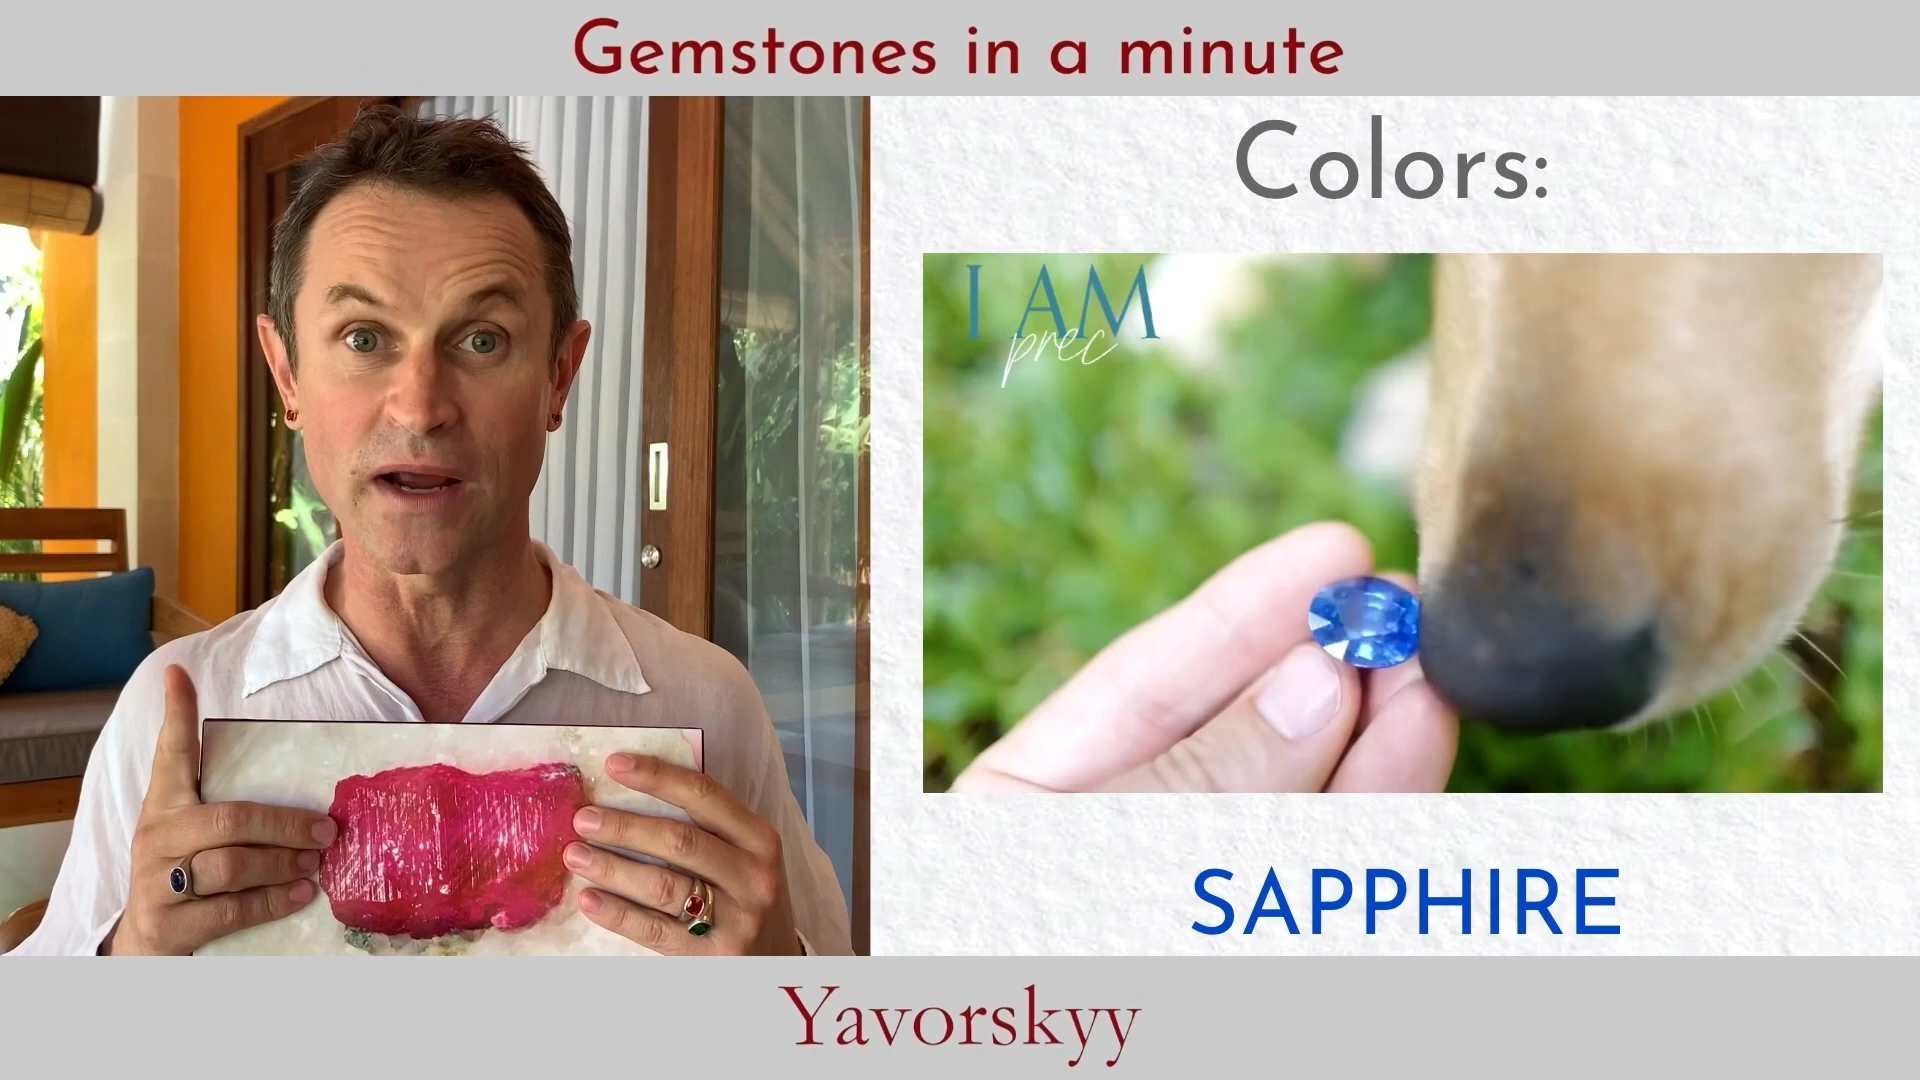 Gemstones in a minute
Colors:
I AM
prec
SAPPHIRE
Yavorskyy